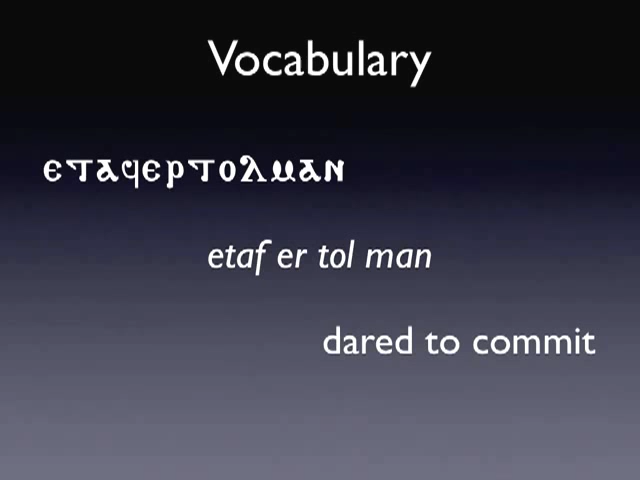 Vocabulary
ⲉⲧⲁϥⲉⲣⲧⲟⲗⲙⲁⲛ
etaf er tol man
dared to commit